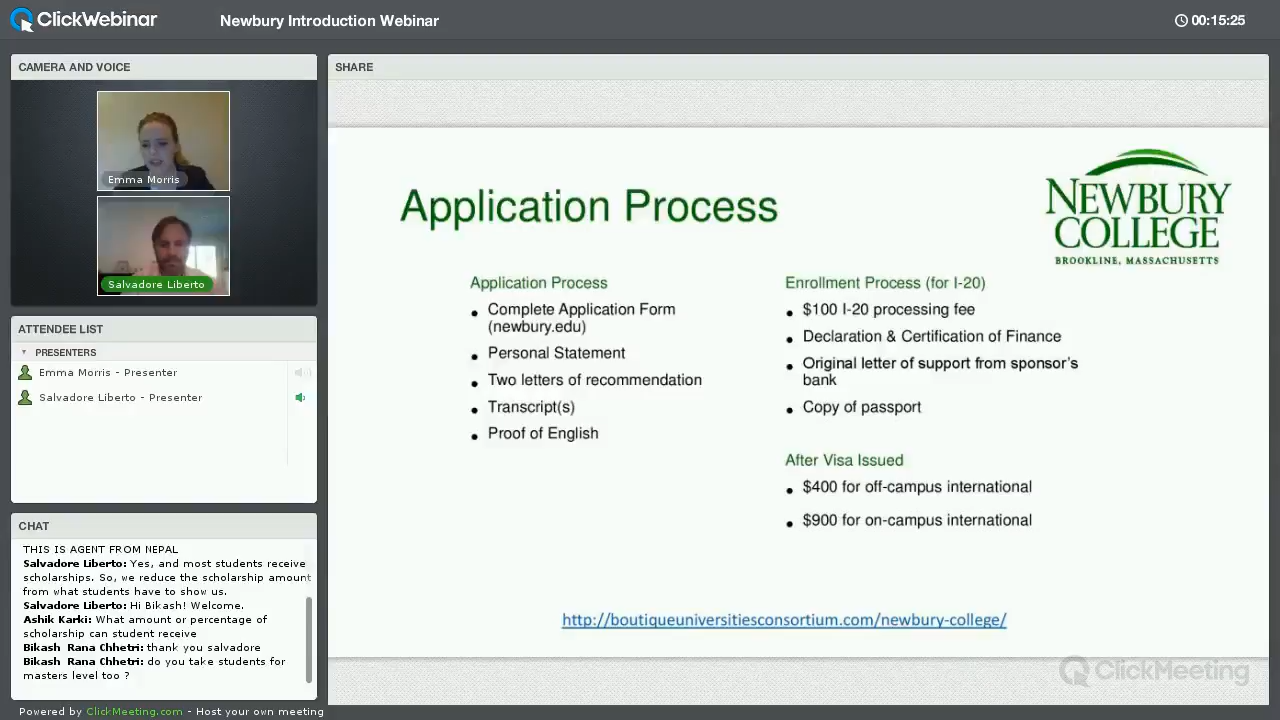 ClickWebinar
Newbury Introduction Webinar
00:15:25
CAMERA AND VOICE
Emma Morris
Salvadore Liberto
ATTENDEE LIST
PRESENTERS
Emma Morris - Presenter
Salvadore Liberto - Presenter
CHAT
THIS IS AGENT FROM NEPAL
Salvadore Liberto: Yes, and most students receive
scholarships. So, we reduce the scholarship amount
from what students have to show us.
Salvadore Liberto: Hi Bikash! Welcome.
Ashik Karki: What amount or percentage of
scholarship can student receive
Bikash Rana Chhetri: thank you salvadore
Bikash Rana Chhetri: do you take students for
masters level too ?
Powered by ClickMeeting.com - Host your own meeting
SHARE
Application Process
NEWBURY
COLLEGE
BROOKLINE, MASSACHUSETTS
Application Process
• Complete Application Form
(newbury.edu)
• Personal Statement
• Two letters of recommendation
• Transcript(s)
• Proof of English
Enrollment Process (for I-20)
• $100 I-20 processing fee
• Declaration & Certification of Finance
• Original letter of support from sponsor's
bank
• Copy of passport
After Visa Issued
• $400 for off-campus international
• $900 for on-campus international
http://boutiqueuniversitiesconsortium.com/newbury-college/
ClickMeeting